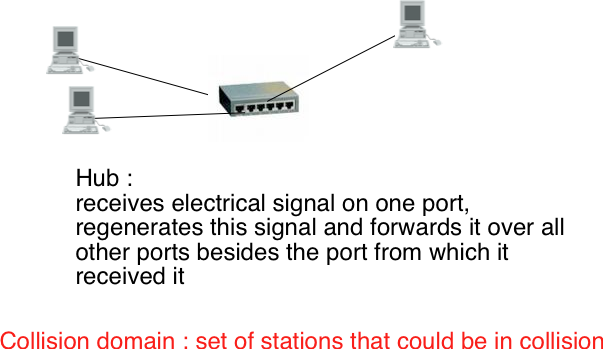 Hub :
receives electrical signal on one port,
regenerates this signal and forwards it over all
other ports besides the port from which it
received it
Collision domain : set of stations that could be in collision